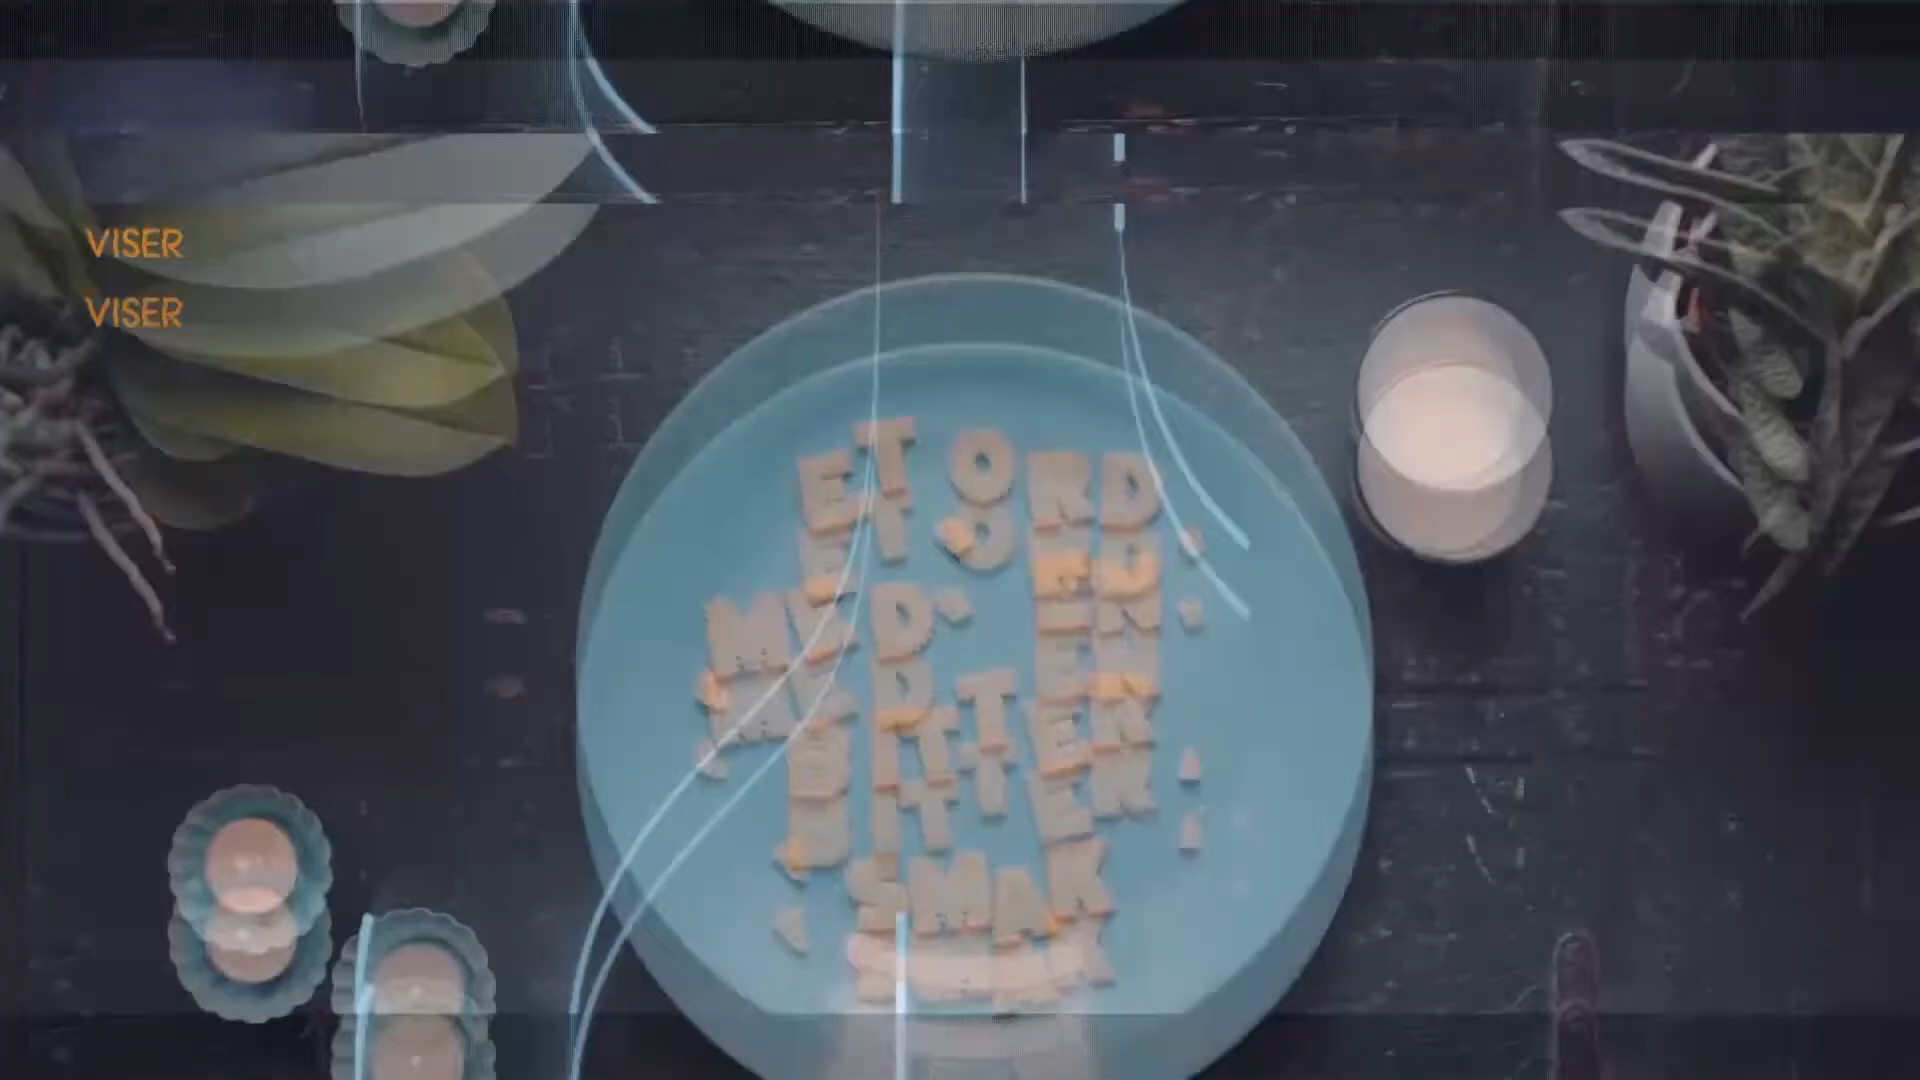 VISER
VISER
ET ORD
MED EN
BITTER
SMAK